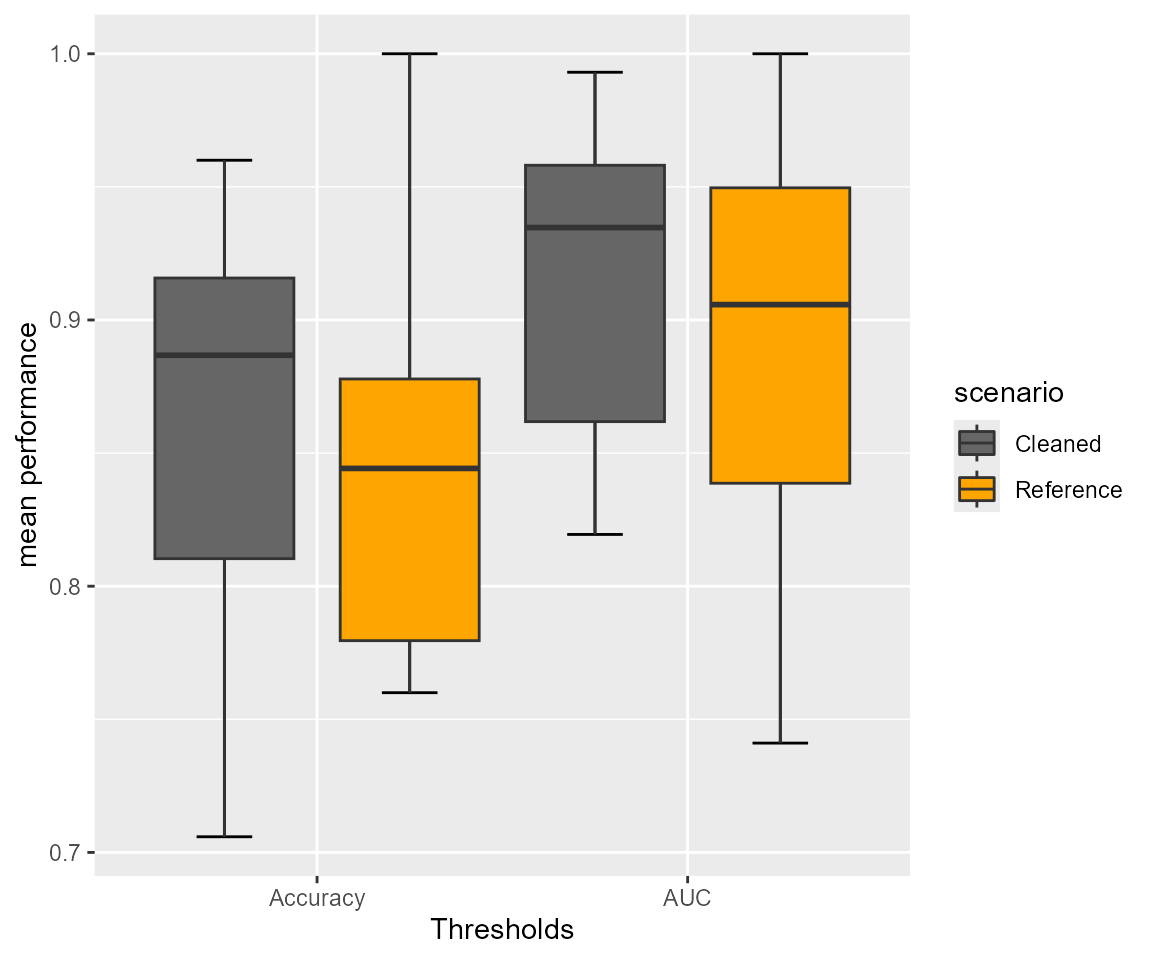 mean performance
1.0
0.9
0.8
0.7
Accuracy
AUC
Thresholds
scenario
Cleaned
Reference